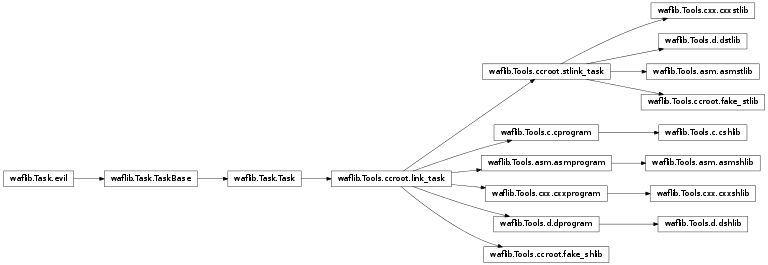 waflib.Tools.cxx.cxxstlib
waflib.Tools.d.dstlib
waflib.Tools.ccroot.stlink_task
waflib.Tools.asm.asmstlib
waflib.Tools.ccroot.fake_stlib
waflib.Tools.c.cprogram
waflib.Tools.c.cshlib
waflib.Tools.asm.asmprogram
waflib.Tools.asm.asmshlib
waflib.Task.evil
waflib.Task.TaskBase
waflib.Task.Task
waflib.Tools.ccroot.link_task
waflib.Tools.cxx.cxxprogram
waflib.Tools.cxx.cxxshlib
waflib.Tools.d.dprogram
waflib.Tools.d.dshlib
waflib.Tools.ccroot.fake_shlib